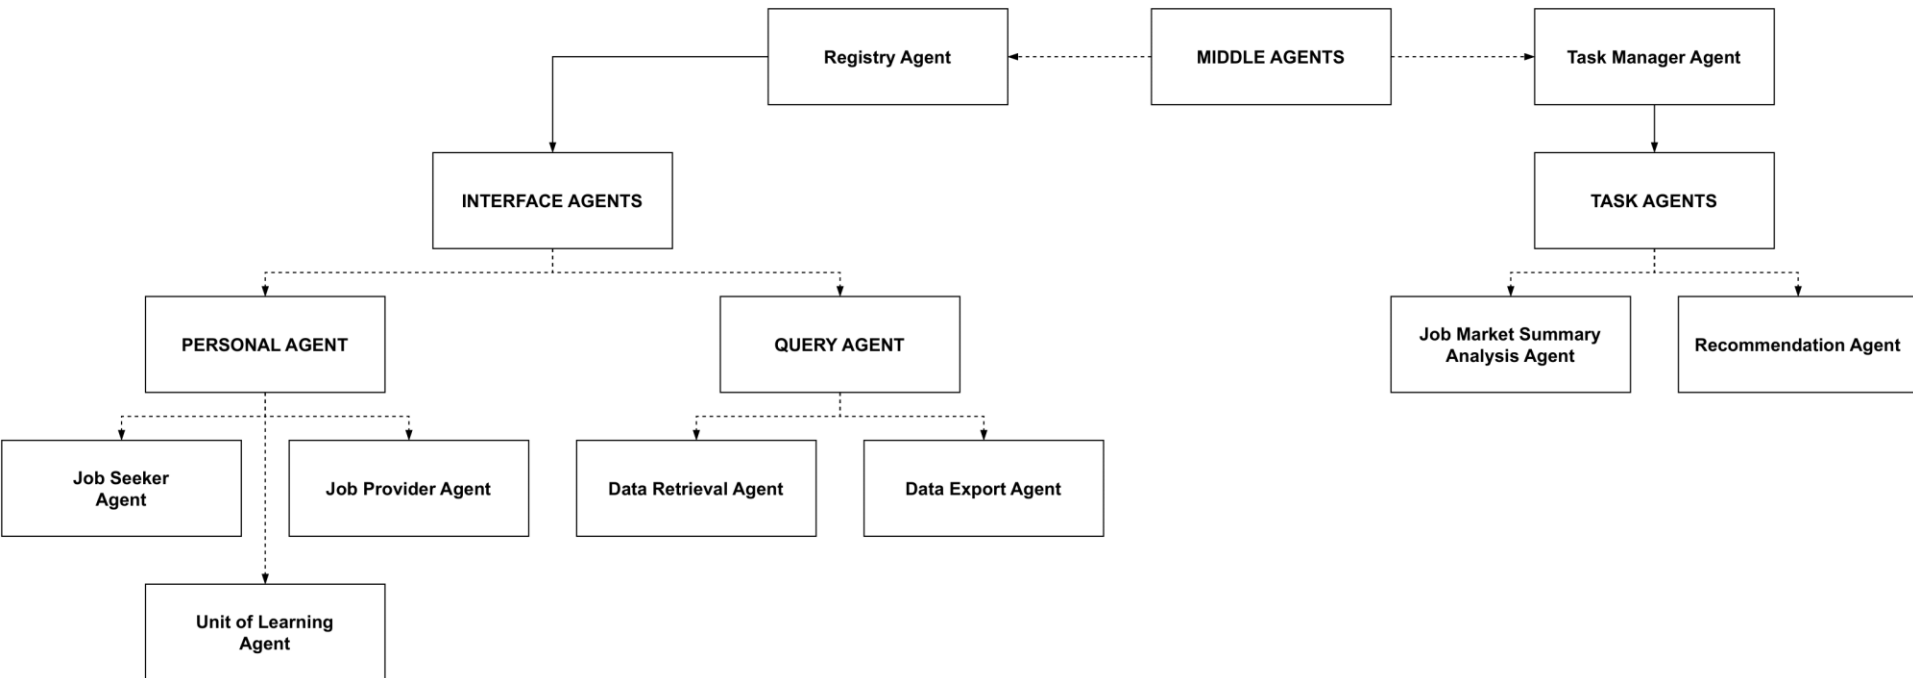 Registry Agent
MIDDLE AGENTS
Task Manager Agent
INTERFACE AGENTS
TASK AGENTS
PERSONAL AGENT
QUERY AGENT
Job Market Summary
Analysis Agent
Recommendation Agent
Job Seeker
Agent
Job Provider Agent
Data Retrieval Agent
Data Export Agent
Unit of Learning
Agent